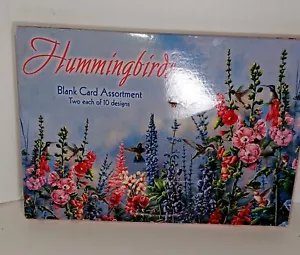 Hummingbirds
Blank Card Assortment
Two each of 10 designs